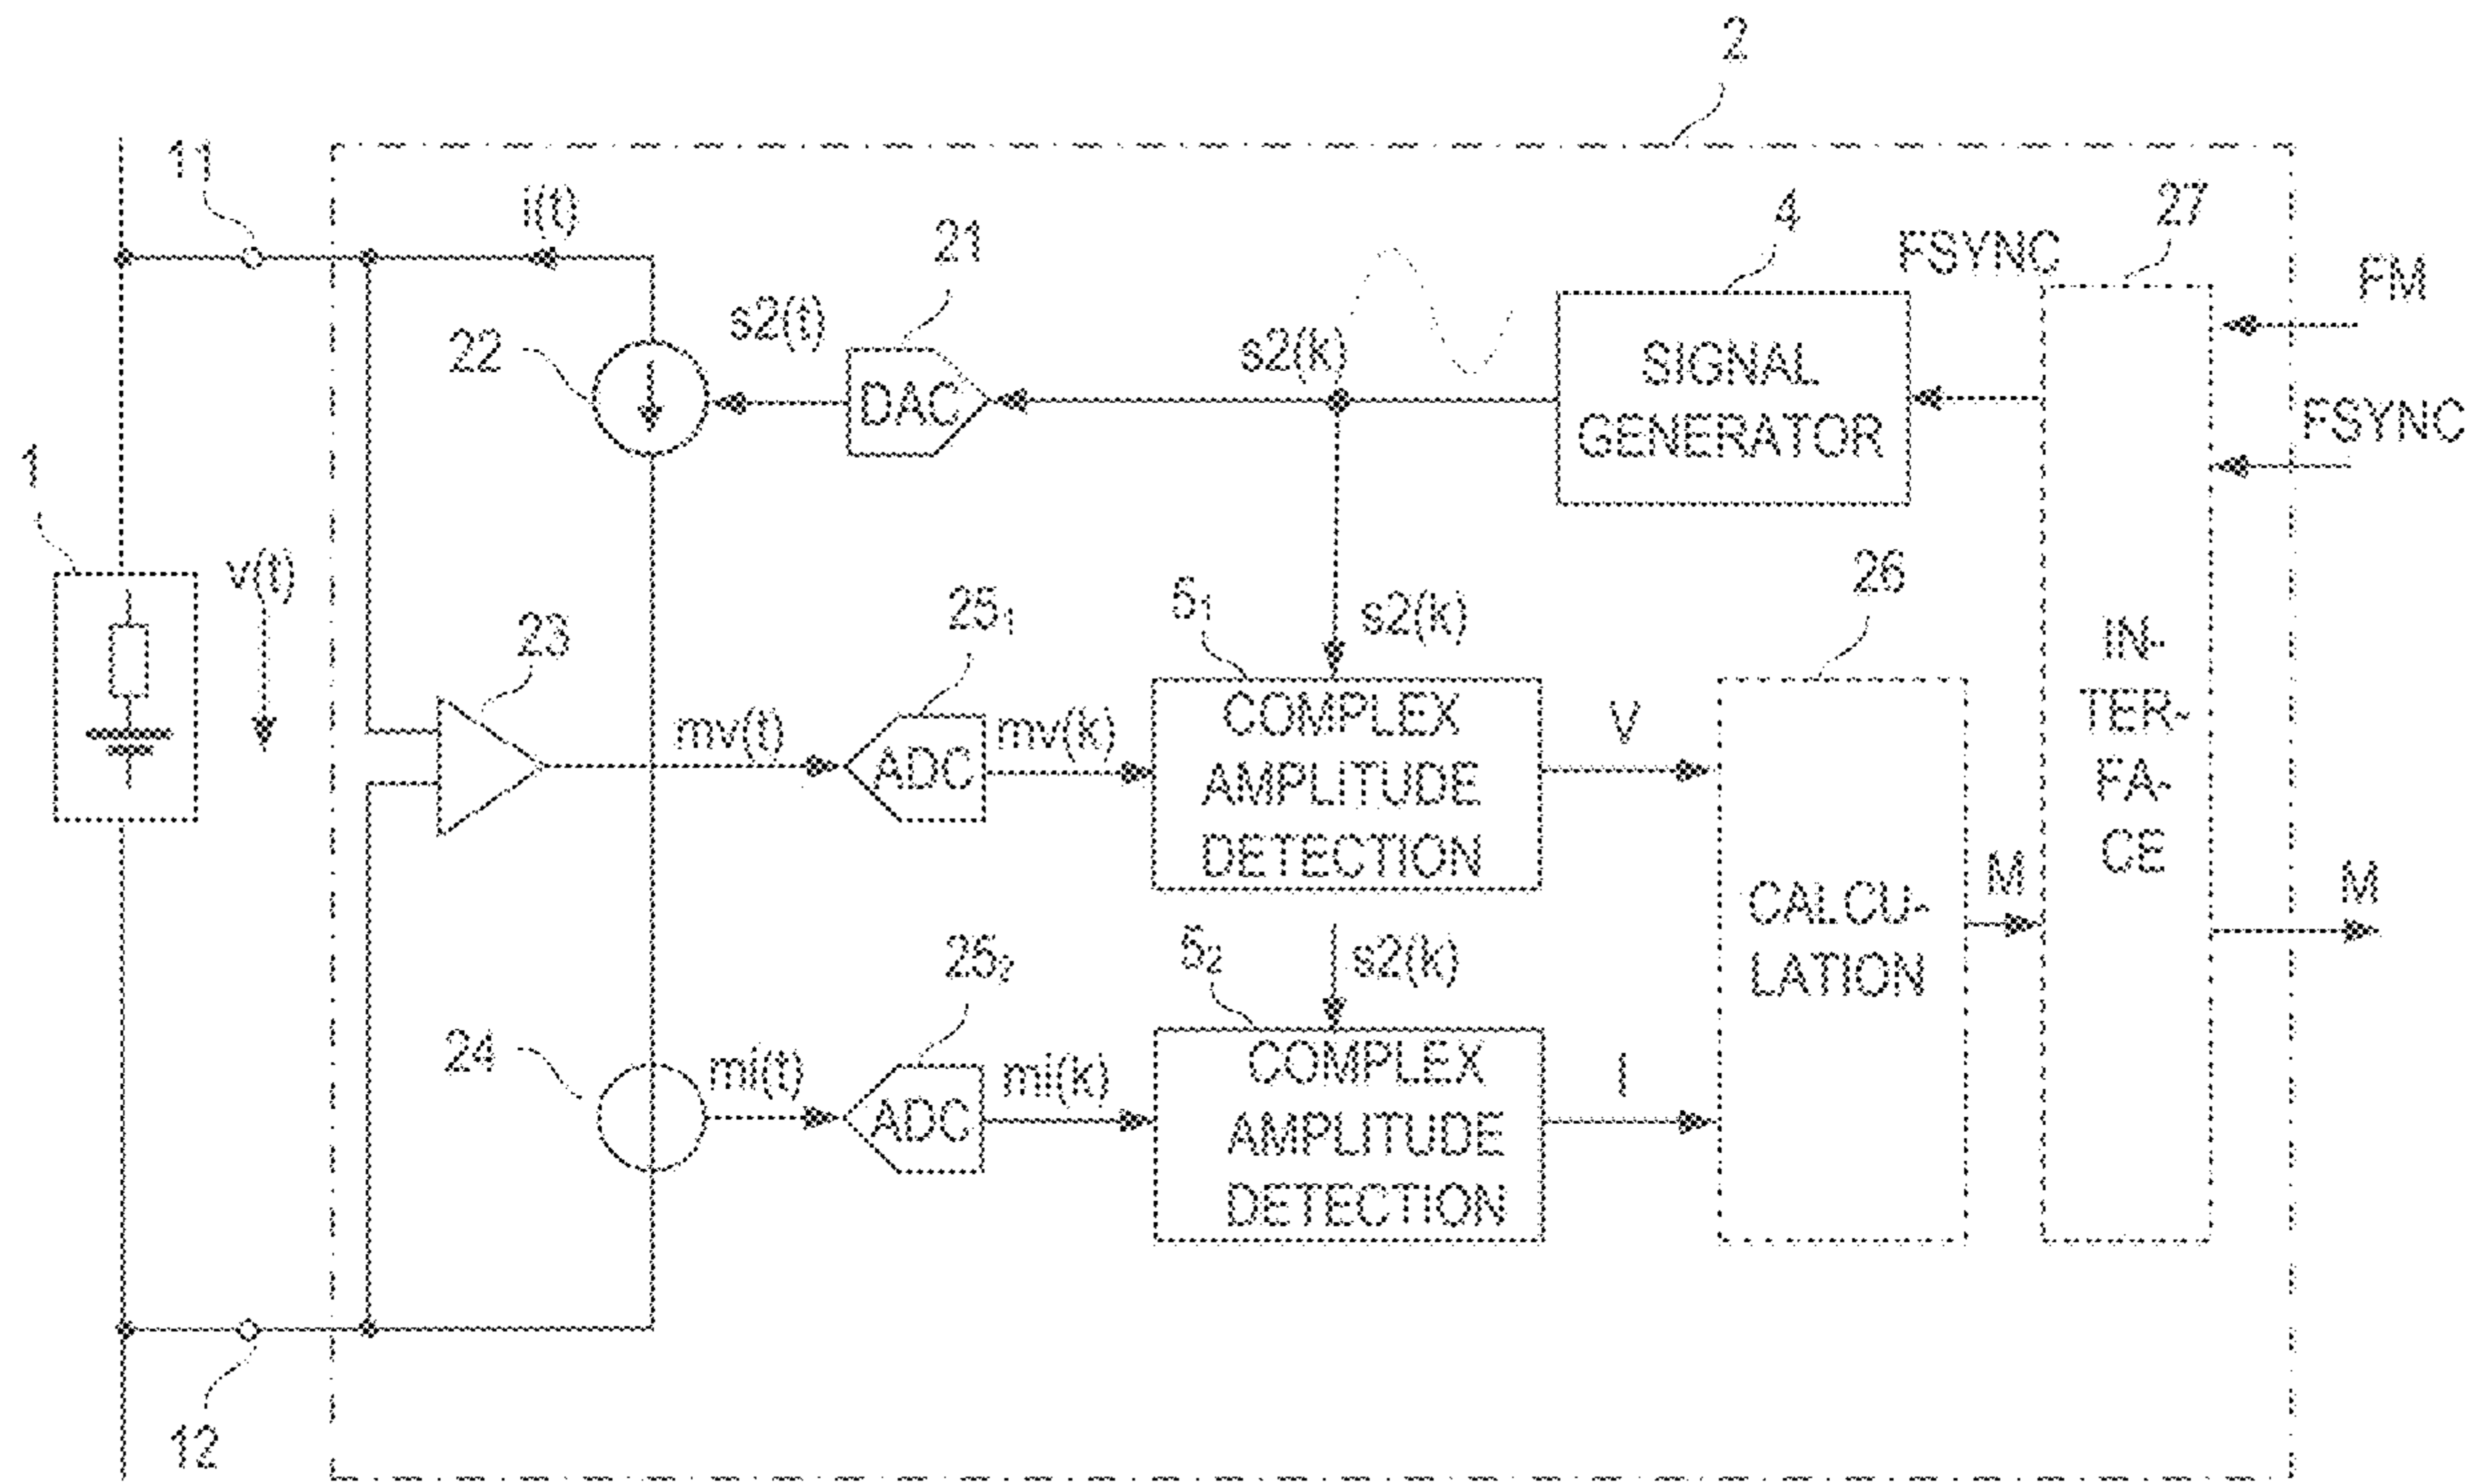 2
11
i(t)
21
4
FSYNC
27
FM
22
s2(t)
DAC
s2(k)
SIGNAL
GENERATOR
FSYNC
1
v(t)
23
25₁
5₁
s2(k)
26
mv(t)
ADC
mv(k)
COMPLEX
AMPLITUDE
DETECTION
V
IN-
TER-
FA-
CE
CALCU-
LATION
M
M
24
25₂
5₂
s2(k)
mi(t)
ADC
mi(k)
COMPLEX
AMPLITUDE
DETECTION
I
12